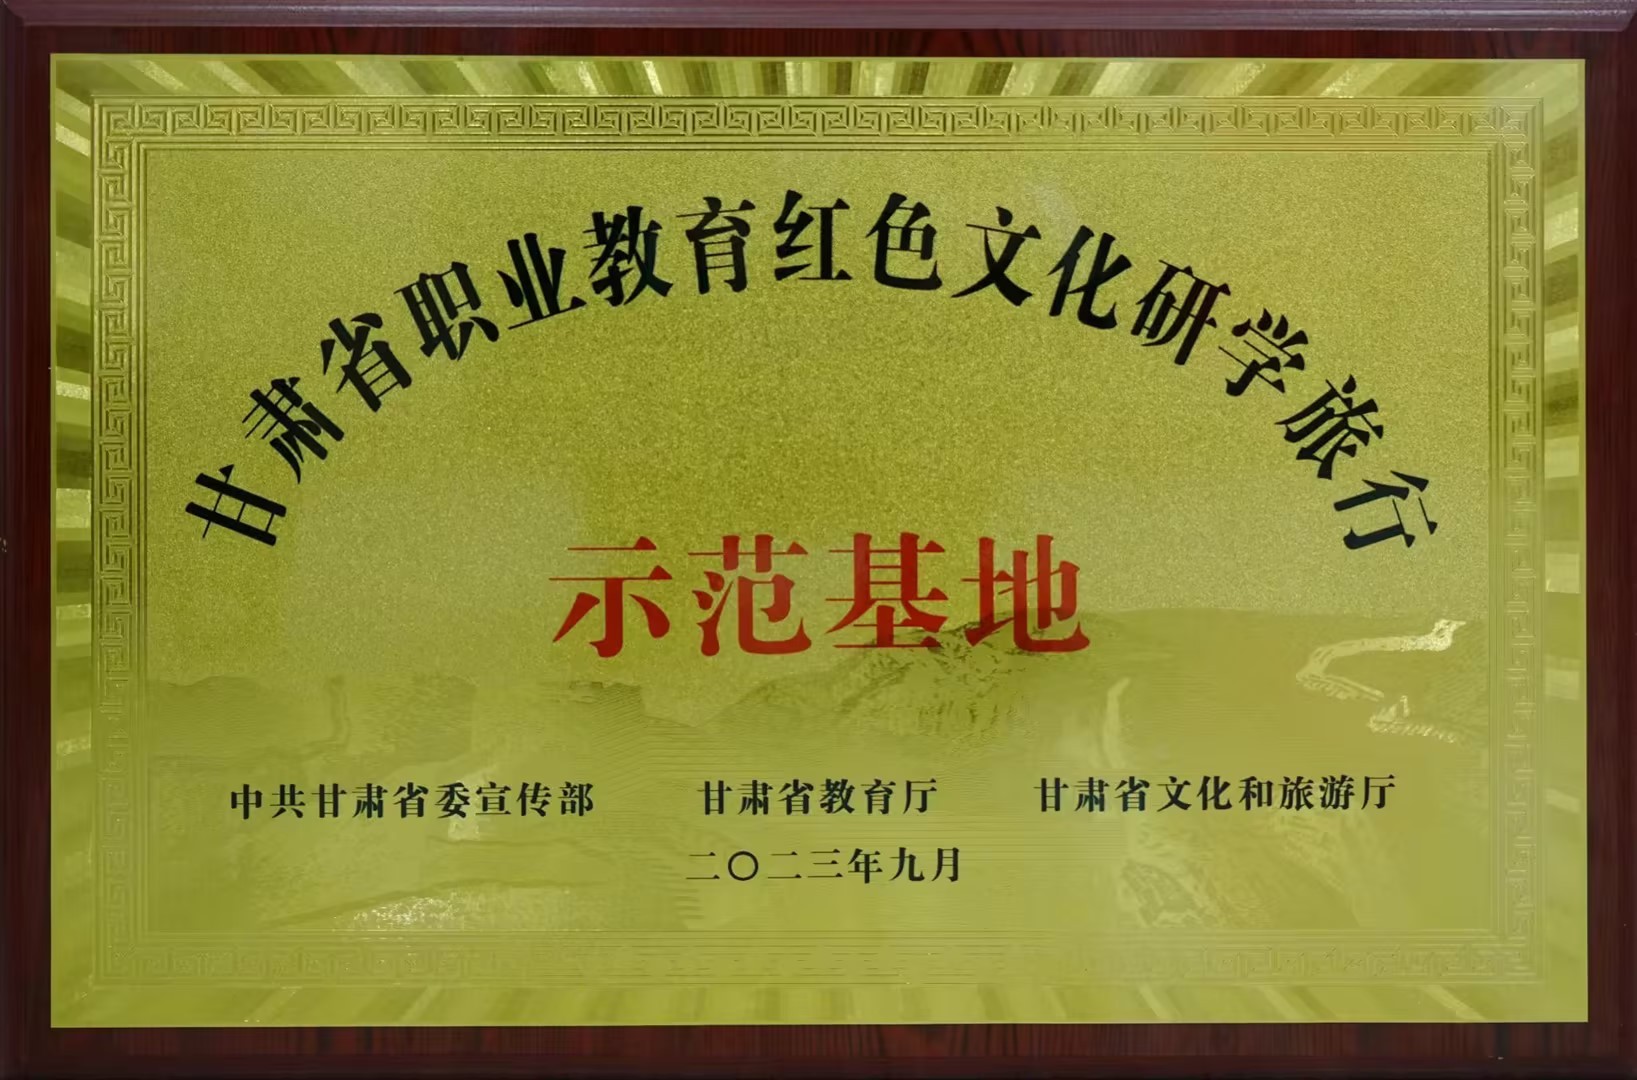 甘肃省职业教育红色文化研学旅行
示范基地
中共甘肃省委宣传部 甘肃省教育厅 甘肃省文化和旅游厅
二〇二三年九月